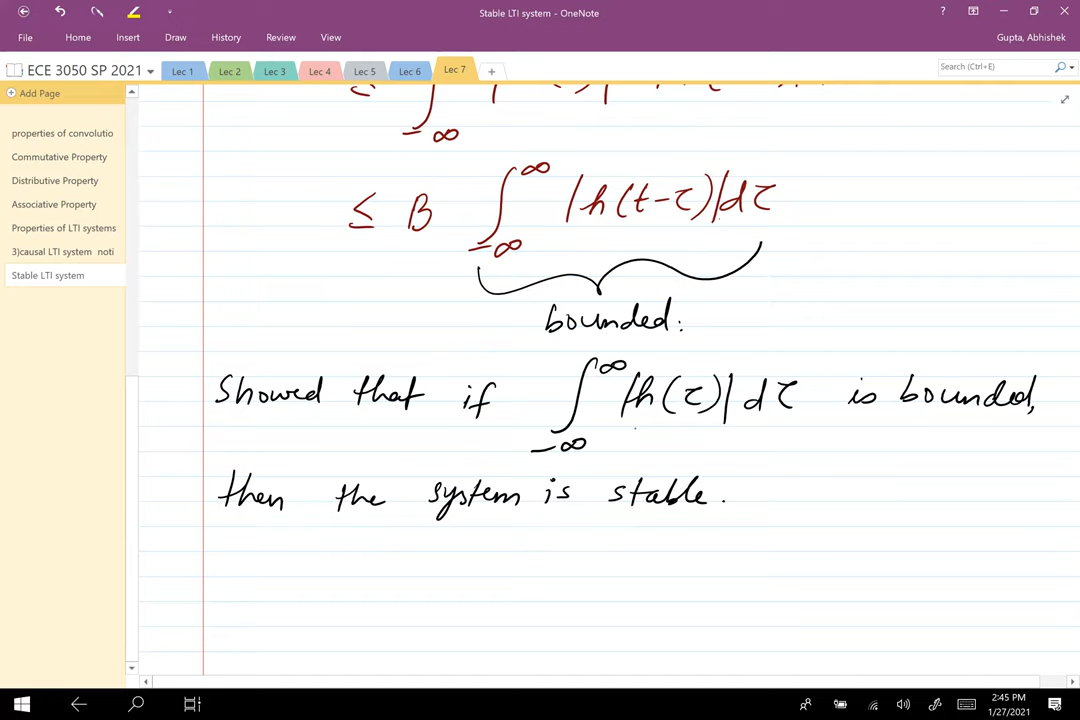 Stable LTI system - OneNote
File Home Insert Draw History Review View
Gupta, Abhishek
ECE 3050 SP 2021
Lec 1 Lec 2 Lec 3 Lec 4 Lec 5 Lec 6 Lec 7
Search (Ctrl+E)
Add Page
properties of convolutio
Commutative Property
Distributive Property
Associative Property
Properties of LTI systems
3)causal LTI system noti
Stable LTI system
-∞
≤ B ∫_{-∞}^{∞} |h(t-τ)|dτ
bounded.
Showed that if ∫_{-∞}^{∞} |h(τ)| dτ is bounded,
then the system is stable.
2:45 PM
1/27/2021